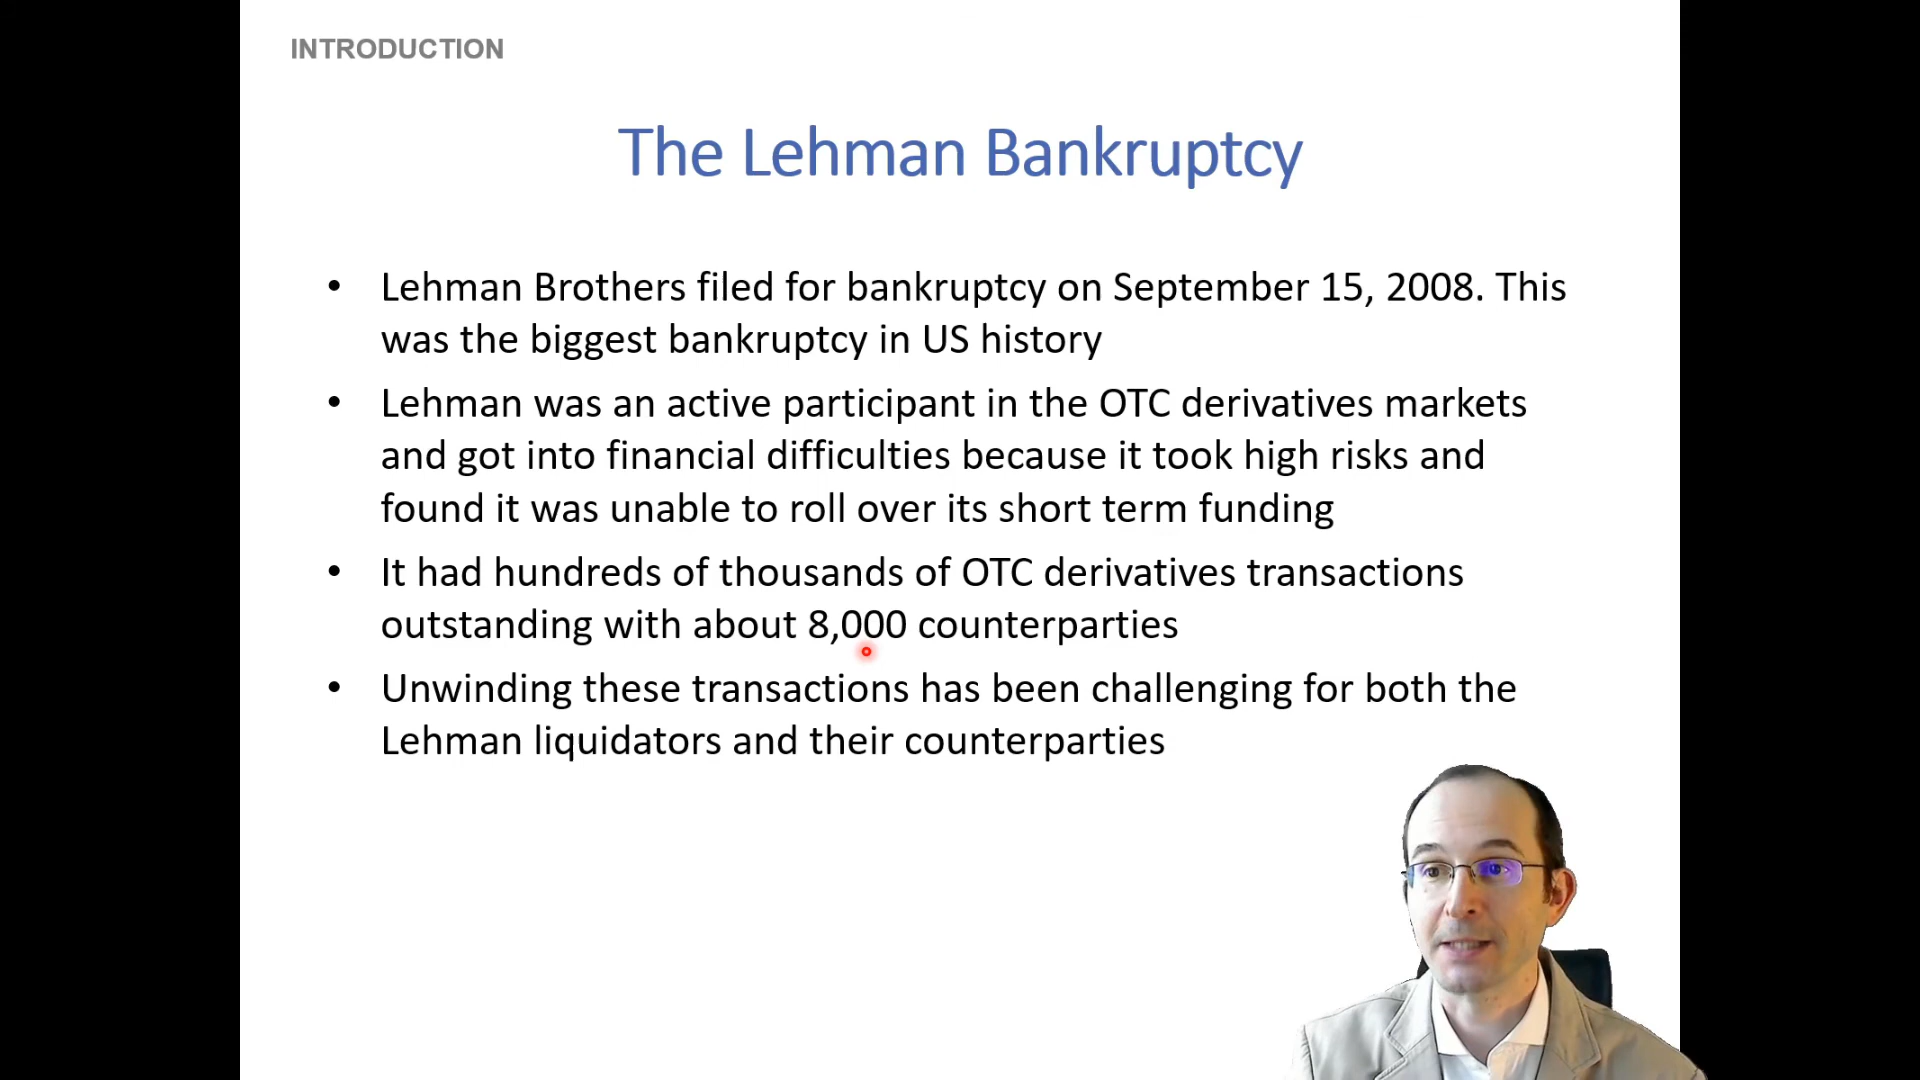 INTRODUCTION
The Lehman Bankruptcy
• Lehman Brothers filed for bankruptcy on September 15, 2008. This
was the biggest bankruptcy in US history
• Lehman was an active participant in the OTC derivatives markets
and got into financial difficulties because it took high risks and
found it was unable to roll over its short term funding
• It had hundreds of thousands of OTC derivatives transactions
outstanding with about 8,000 counterparties
• Unwinding these transactions has been challenging for both the
Lehman liquidators and their counterparties